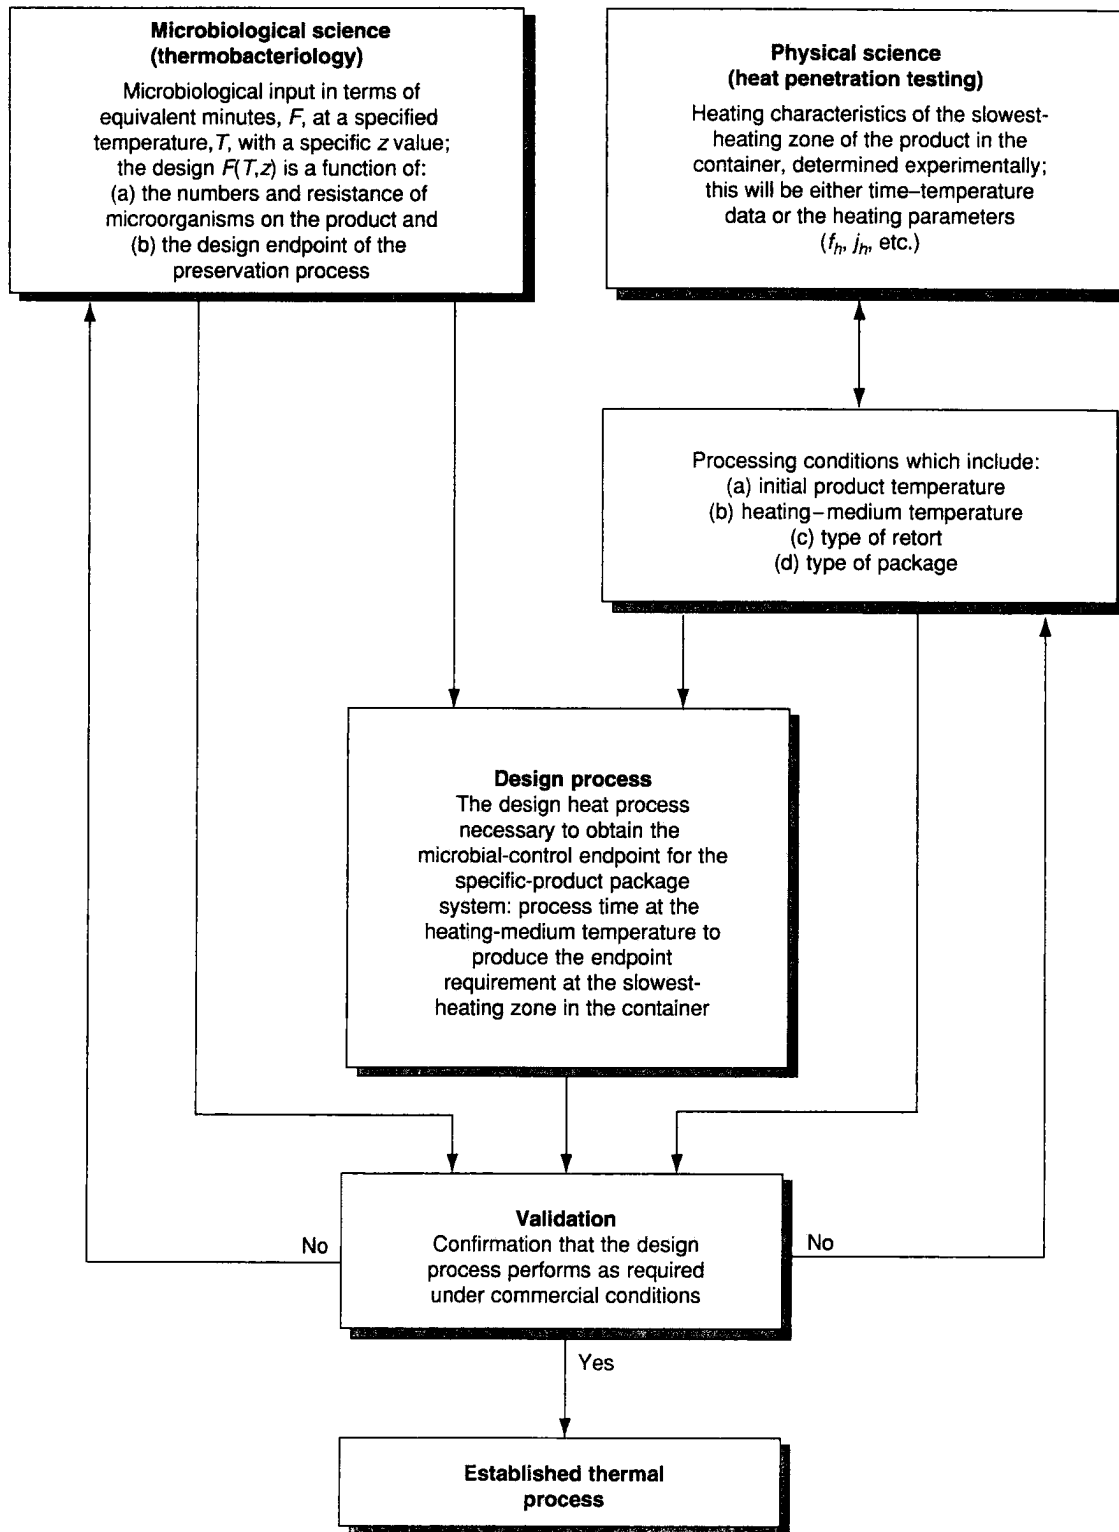 Microbiological science
(thermobacteriology)
Microbiological input in terms of
equivalent minutes, F, at a specified
temperature, T, with a specific z value;
the design F(T,z) is a function of:
(a) the numbers and resistance of
microorganisms on the product and
(b) the design endpoint of the
preservation process
Physical science
(heat penetration testing)
Heating characteristics of the slowest-
heating zone of the product in the
container, determined experimentally;
this will be either time–temperature
data or the heating parameters
(fh, jh, etc.)
Processing conditions which include:
(a) initial product temperature
(b) heating–medium temperature
(c) type of retort
(d) type of package
Design process
The design heat process
necessary to obtain the
microbial-control endpoint for the
specific-product package
system: process time at the
heating-medium temperature to
produce the endpoint
requirement at the slowest-
heating zone in the container
No
Validation
Confirmation that the design
process performs as required
under commercial conditions
No
Yes
Established thermal
process